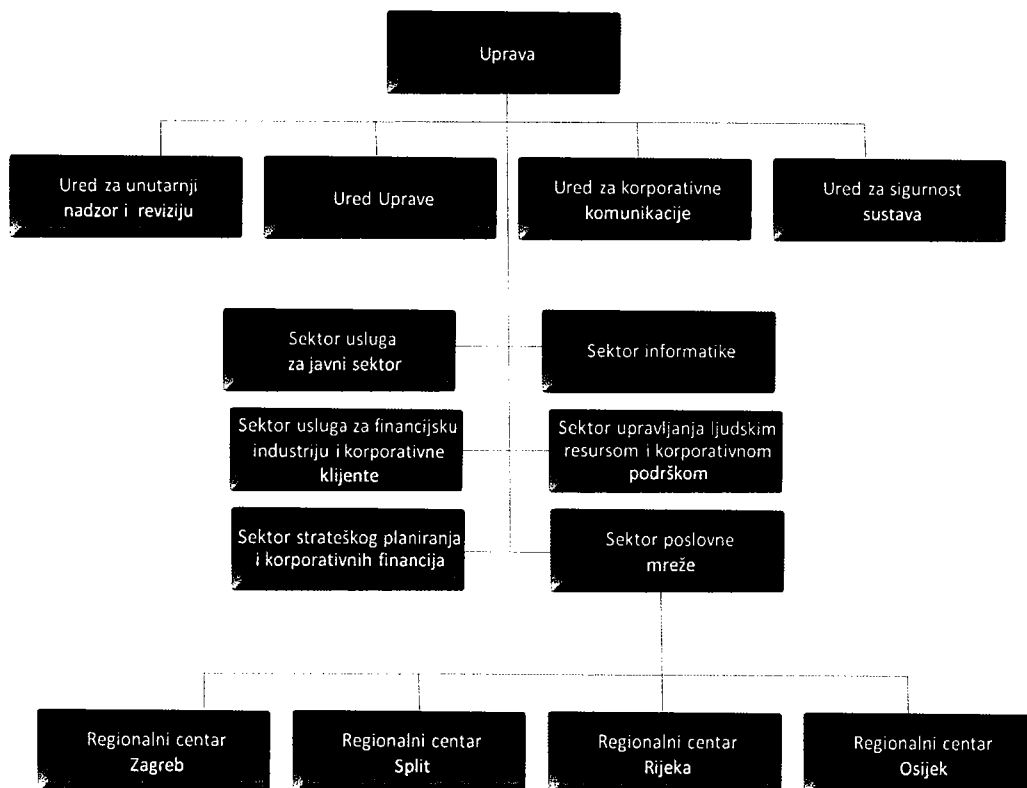 Uprava
Ured za unutarnji
nadzor i reviziju
Ured Uprave
Ured za korporativne
komunikacije
Ured za sigurnost
sustava
Sektor usluga
za javni sektor
Sektor informatike
Sektor usluga za financijsku
industriju i korporativne
klijente
Sektor upravljanja ljudskim
resursom i korporativnom
podrškom
Sektor strateškog planiranja
i korporativnih financija
Sektor poslovne
mreže
Regionalni centar
Zagreb
Regionalni centar
Split
Regionalni centar
Rijeka
Regionalni centar
Osijek